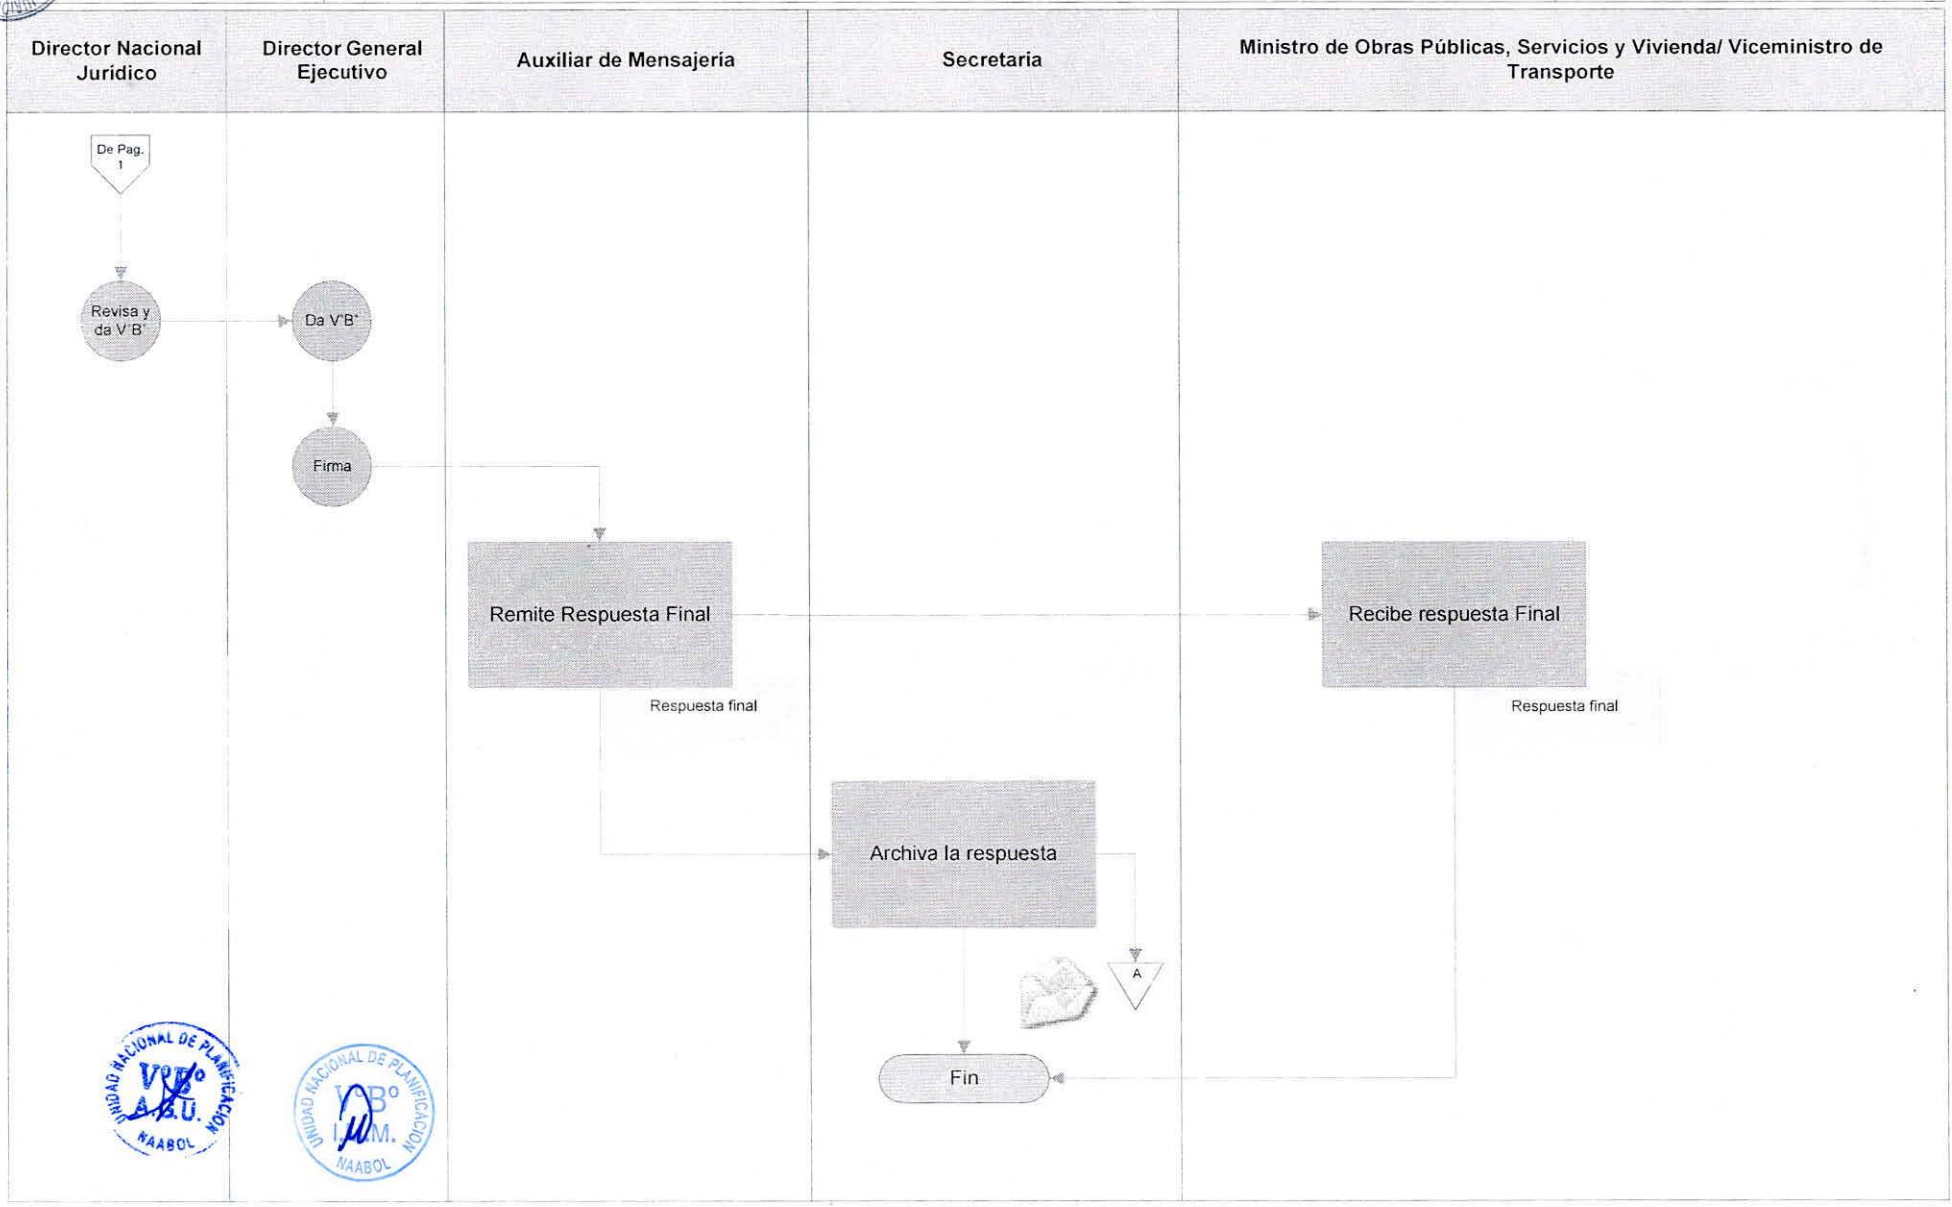 Director Nacional
Jurídico
Director General
Ejecutivo
Auxiliar de Mensajería
Secretaria
Ministro de Obras Públicas, Servicios y Vivienda/ Viceministro de
Transporte
De Pag.
1
Revisa y
da V°B°
Da V°B°
Firma
Remite Respuesta Final
Recibe respuesta Final
Respuesta final
Respuesta final
Archiva la respuesta
A
Fin
UNIDAD NACIONAL DE PLANIFICACION
VºBº
NAABOL
UNIDAD NACIONAL DE PLANIFICACION
VºBº
NAABOL